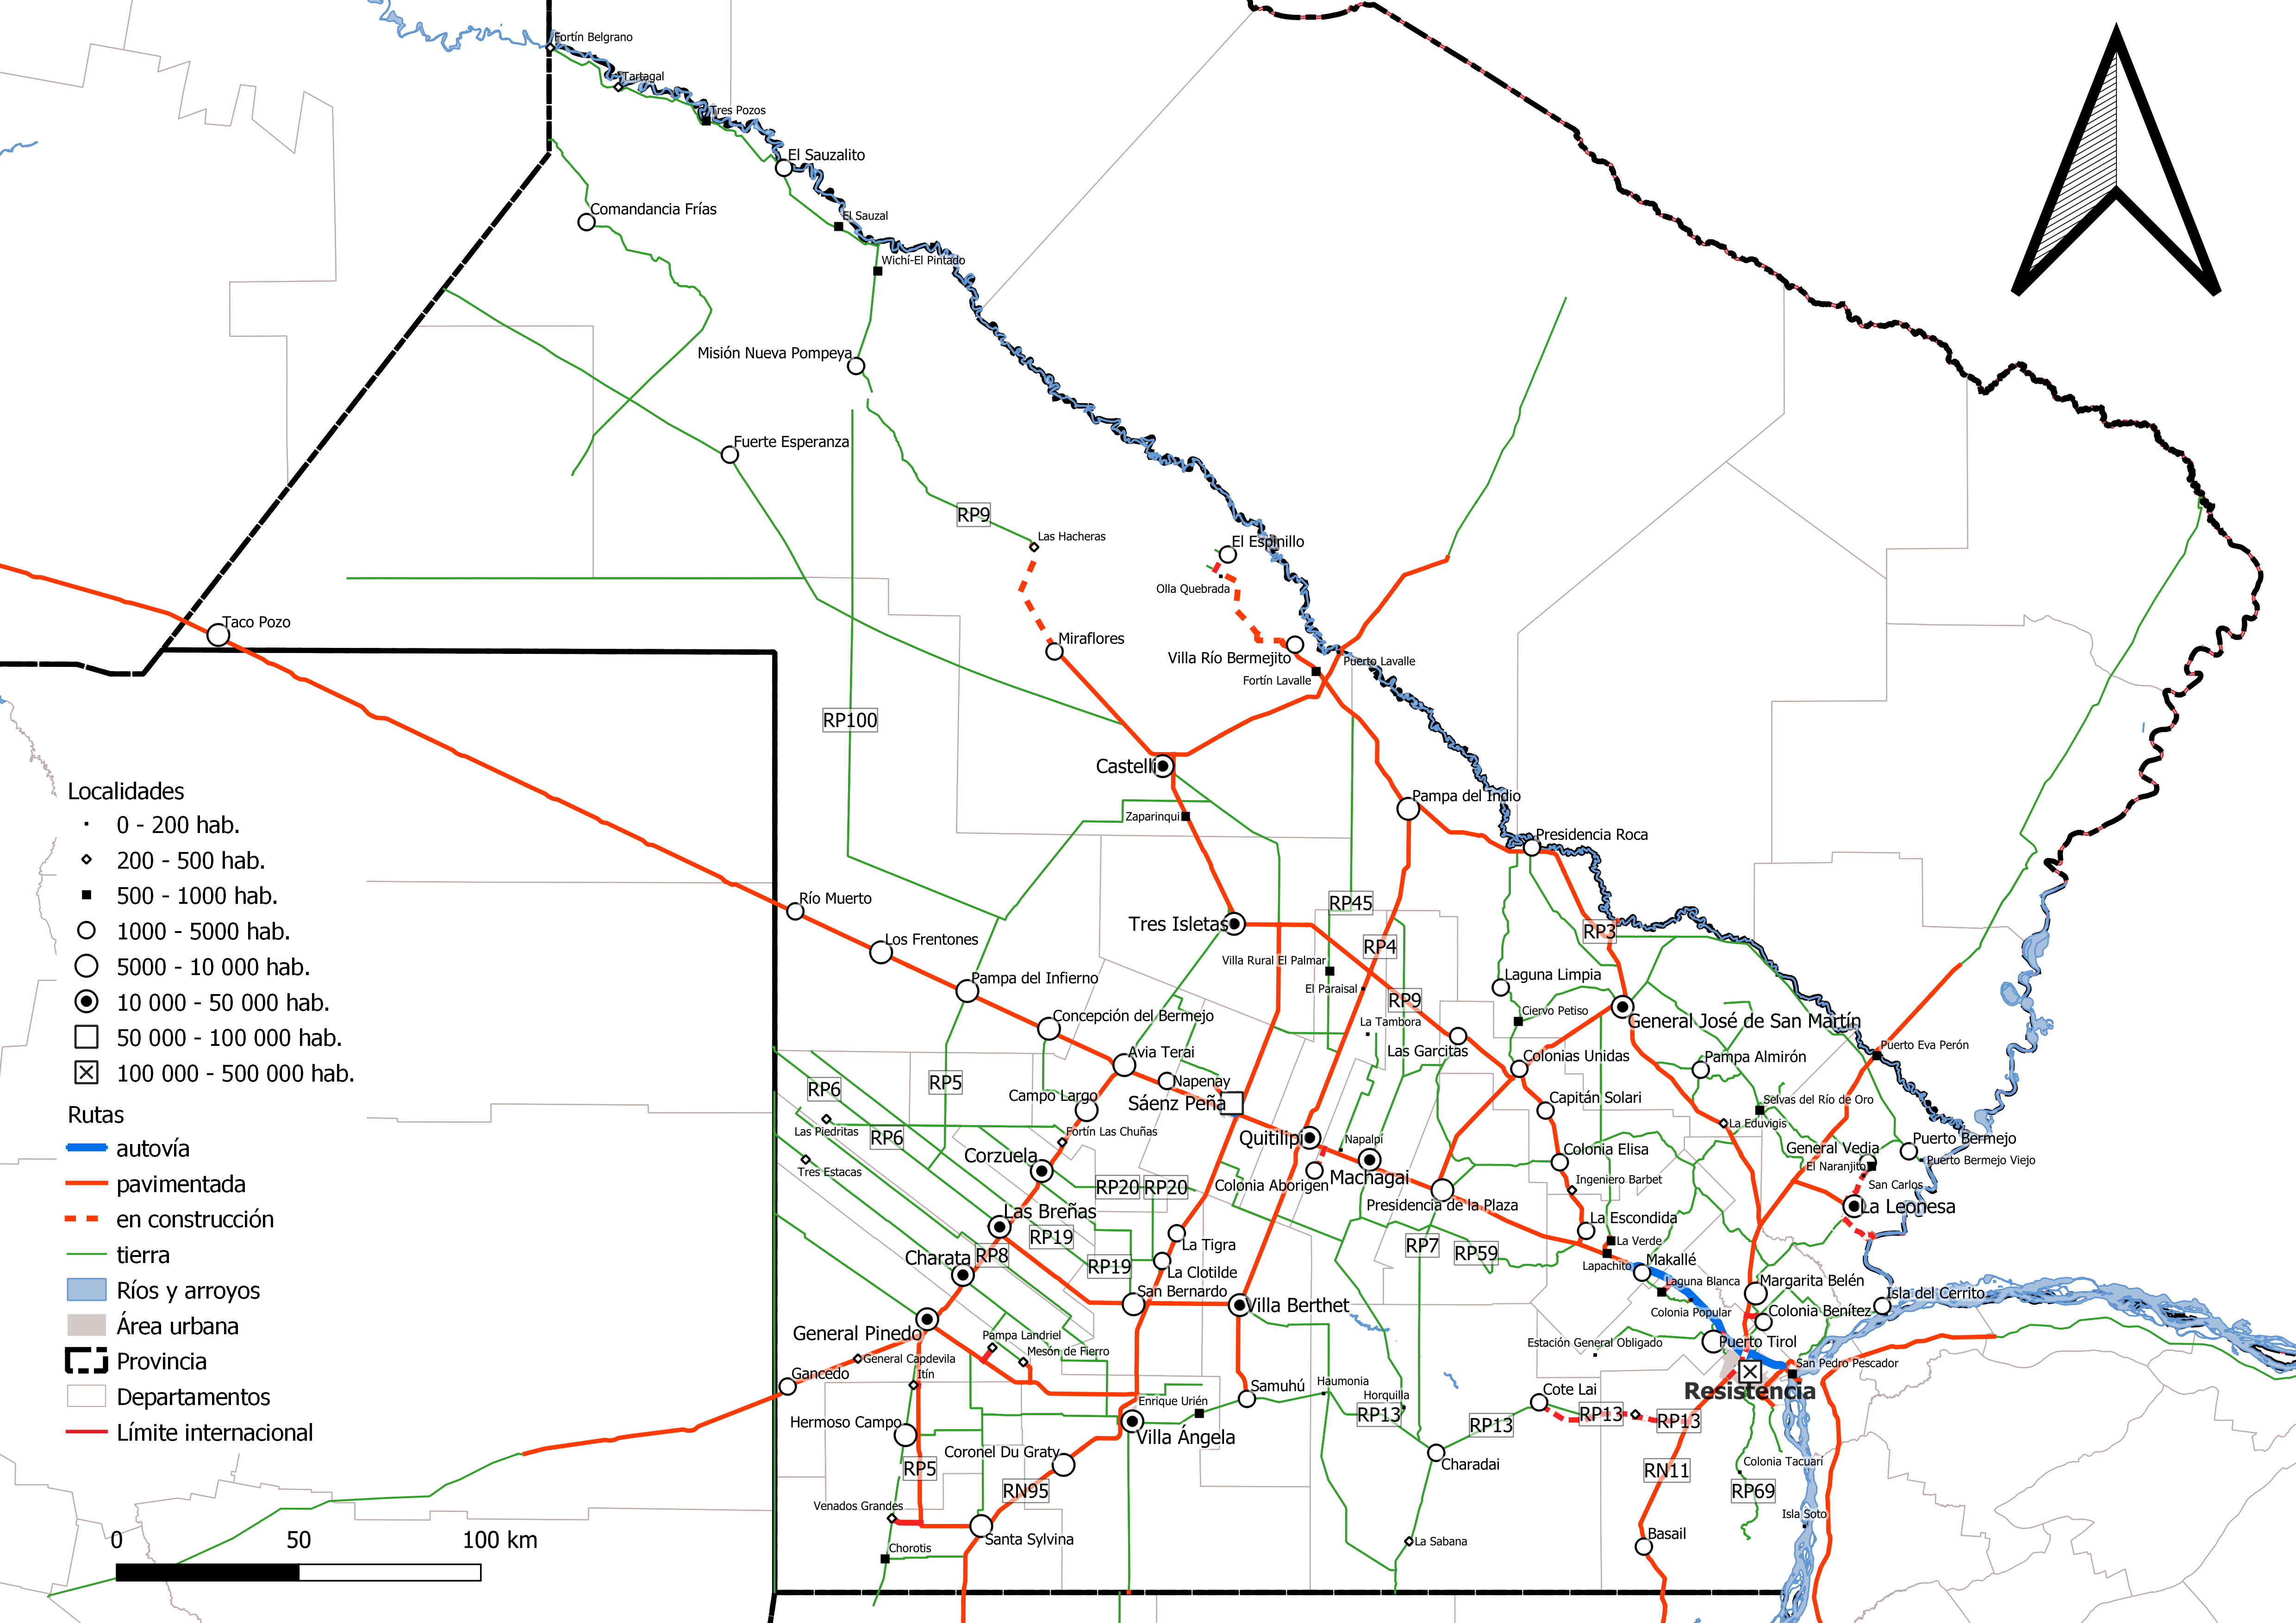 Fortín Belgrano
Tartagal
Tres Pozos
El Sauzalito
Comandancia Frías
El Sauzal
Wichí-El Pintado
Misión Nueva Pompeya
Fuerte Esperanza
RP9
Las Hacheras
El Espinillo
Olla Quebrada
Taco Pozo
Miraflores
Villa Río Bermejito
Puerto Lavalle
Fortín Lavalle
RP100
Castelli
Pampa del Indio
Zaparinqui
Presidencia Roca
Localidades
0 - 200 hab.
200 - 500 hab.
500 - 1000 hab.
1000 - 5000 hab.
5000 - 10 000 hab.
10 000 - 50 000 hab.
50 000 - 100 000 hab.
100 000 - 500 000 hab.
Rutas
autovía
pavimentada
en construcción
tierra
Ríos y arroyos
Área urbana
Provincia
Departamentos
Límite internacional
0 50 100 km
Río Muerto
RP45
Tres Isletas
RP3
Los Frentones
RP4
Villa Rural El Palmar
Laguna Limpia
Pampa del Infierno
El Paraisal
RP9
Ciervo Petiso
Concepción del Bermejo
La Tambora
General José de San Martín
Avia Terai
Las Garcitas
Colonias Unidas
Pampa Almirón
Puerto Eva Perón
RP6
RP5
Napenay
Campo Largo
Sáenz Peña
Capitán Solari
Selvas del Río de Oro
Las Piedritas
RP6
Fortín Las Chuñas
Quitilipi
Napalpí
La Eduvigis
Puerto Bermejo
Colonia Elisa
General Vedia
Corzuela
Tres Estacas
El Naranjito
Puerto Bermejo Viejo
RP20
RP20
Colonia Aborigen
Machagai
Ingeniero Barbet
San Carlos
Presidencia de la Plaza
La Leonesa
Las Breñas
La Escondida
RP19
La Tigra
RP7
RP59
La Verde
Charata
RP8
RP19
La Clotilde
Lapachito
Makallé
Laguna Blanca
Margarita Belén
San Bernardo
Villa Berthet
Colonia Popular
Colonia Benítez
Isla del Cerrito
General Pinedo
Pampa Landriel
Mesón de Fierro
Estación General Obligado
Puerto Tirol
General Capdevila
San Pedro Pescador
Gancedo
Itín
Samuhú
Haumonia
Horquilla
Cote Lai
Resistencia
Enrique Urién
RP13
RP13
RP13
RP13
Hermoso Campo
Villa Ángela
Coronel Du Graty
Charadai
RP5
RN95
RN11
Colonia Tacuarí
RP69
Venados Grandes
Isla Soto
Santa Sylvina
Chorotis
La Sabana
Basail